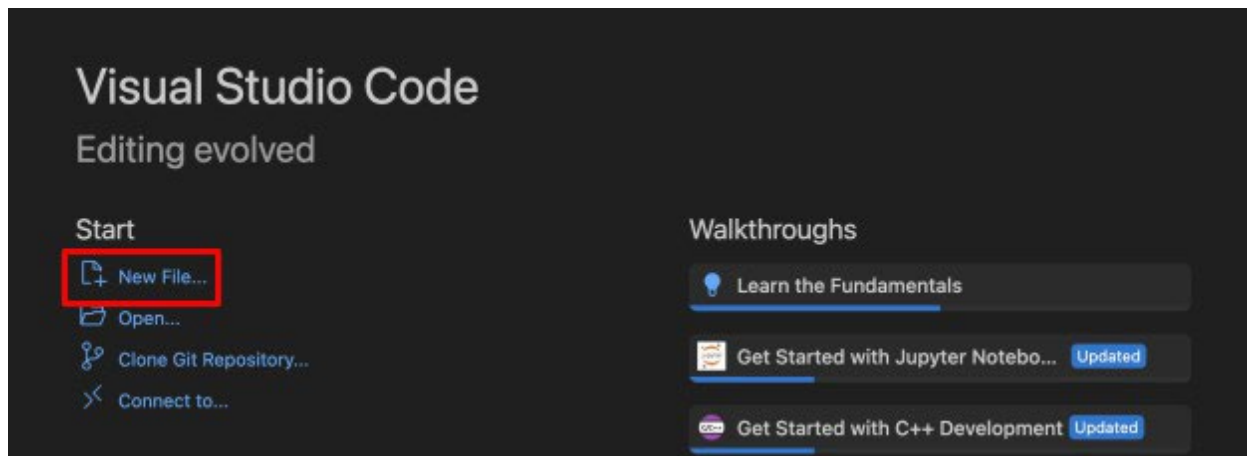 Visual Studio Code
Editing evolved
Start
New File...
Open...
Clone Git Repository...
Connect to...
Walkthroughs
Learn the Fundamentals
Get Started with Jupyter Notebo... Updated
Get Started with C++ Development Updated